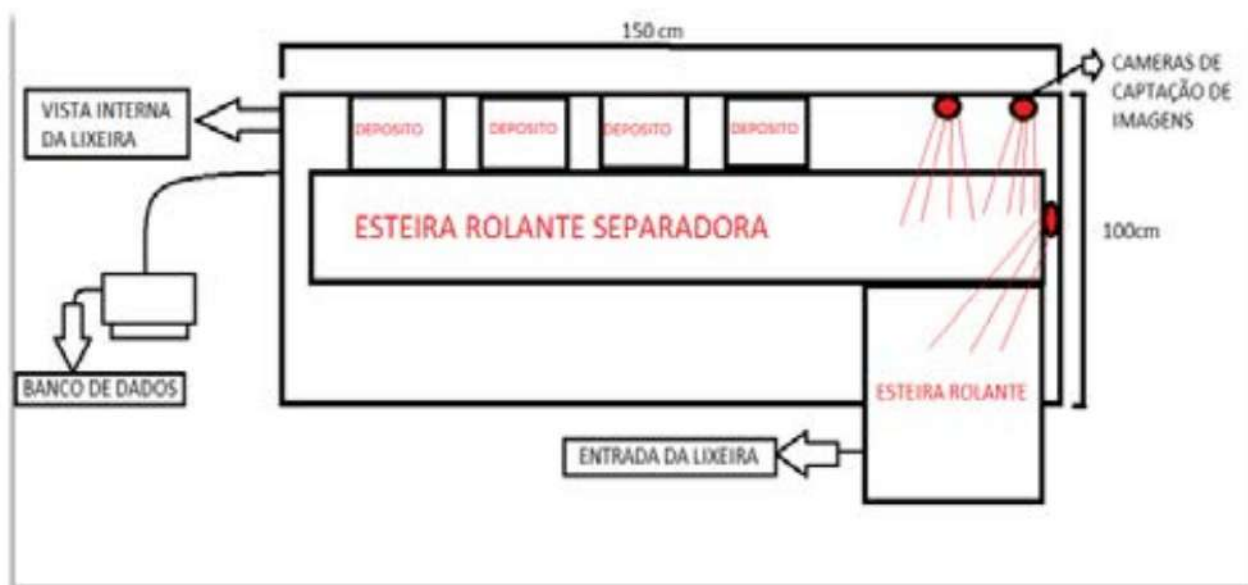 150 cm
CAMERAS DE
CAPTAÇÃO DE
IMAGENS
VISTA INTERNA
DA LIXEIRA
DEPOSITO
DEPOSITO
DEPOSITO
DEPOSITO
ESTEIRA ROLANTE SEPARADORA
100cm
BANCO DE DADOS
ESTEIRA ROLANTE
ENTRADA DA LIXEIRA